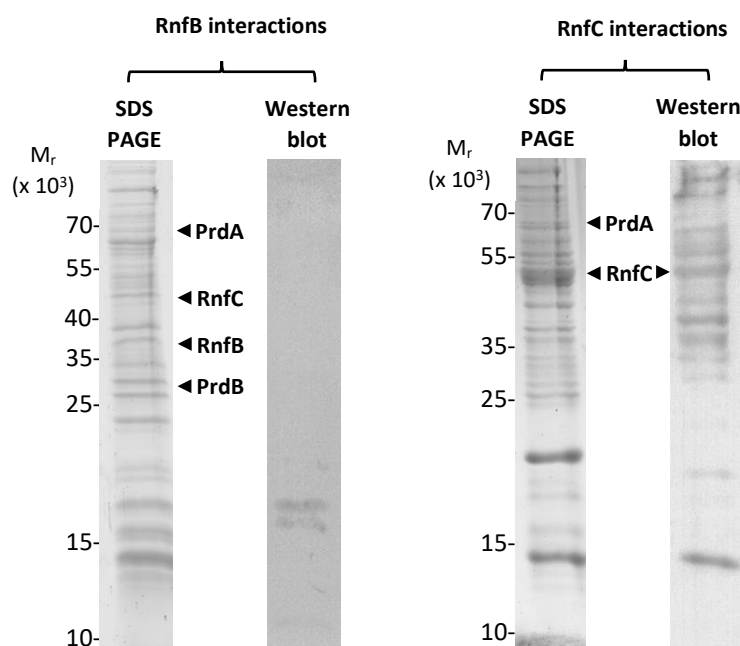 RnfB interactions
SDS
PAGE
Western
blot
Mr
(x 10³)
70-
55-
40-
35-
25-
15-
10-
◄PrdA
◄RnfC
◄RnfB
◄PrdB
RnfC interactions
SDS
PAGE
Western
blot
Mr
(x 10³)
70-
55-
35-
25-
15-
10-
◄PrdA
◄RnfC►